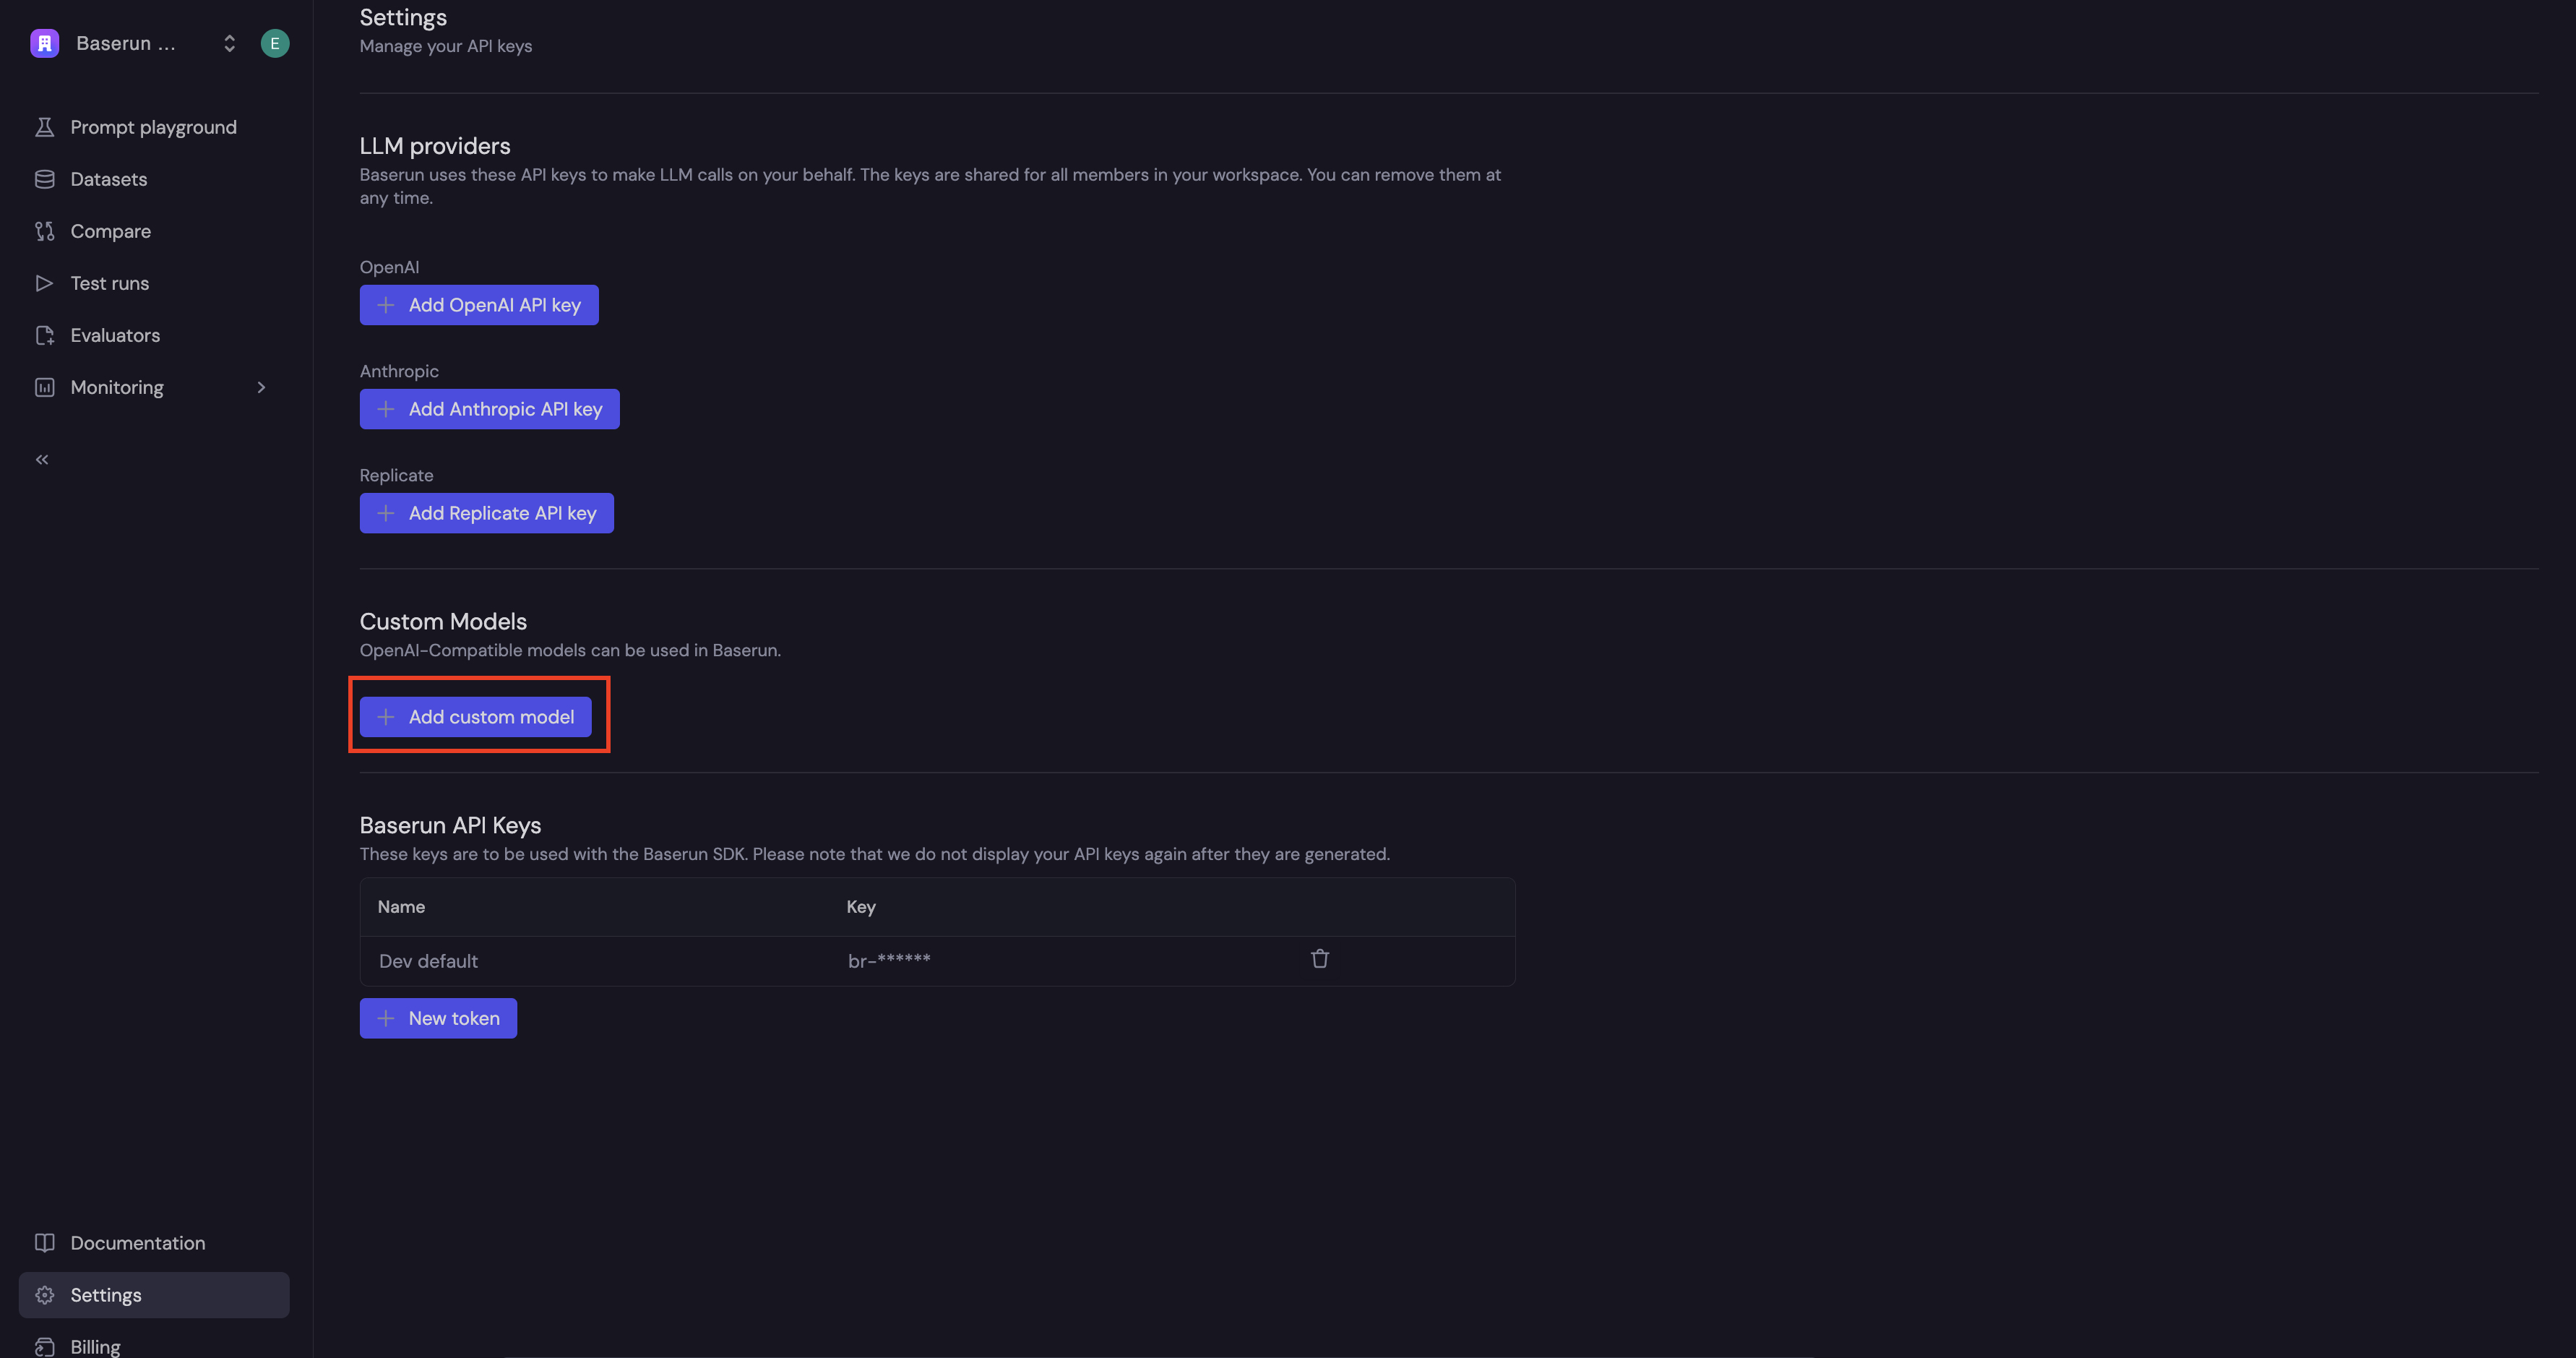 Baserun ...
E
Prompt playground
Datasets
Compare
Test runs
Evaluators
Monitoring
Documentation
Settings
Billing
Settings
Manage your API keys
LLM providers
Baserun uses these API keys to make LLM calls on your behalf. The keys are shared for all members in your workspace. You can remove them at
any time.
OpenAI
Add OpenAI API key
Anthropic
Add Anthropic API key
Replicate
Add Replicate API key
Custom Models
OpenAI-Compatible models can be used in Baserun.
Add custom model
Baserun API Keys
These keys are to be used with the Baserun SDK. Please note that we do not display your API keys again after they are generated.
Name Key
Dev default br-******
New token